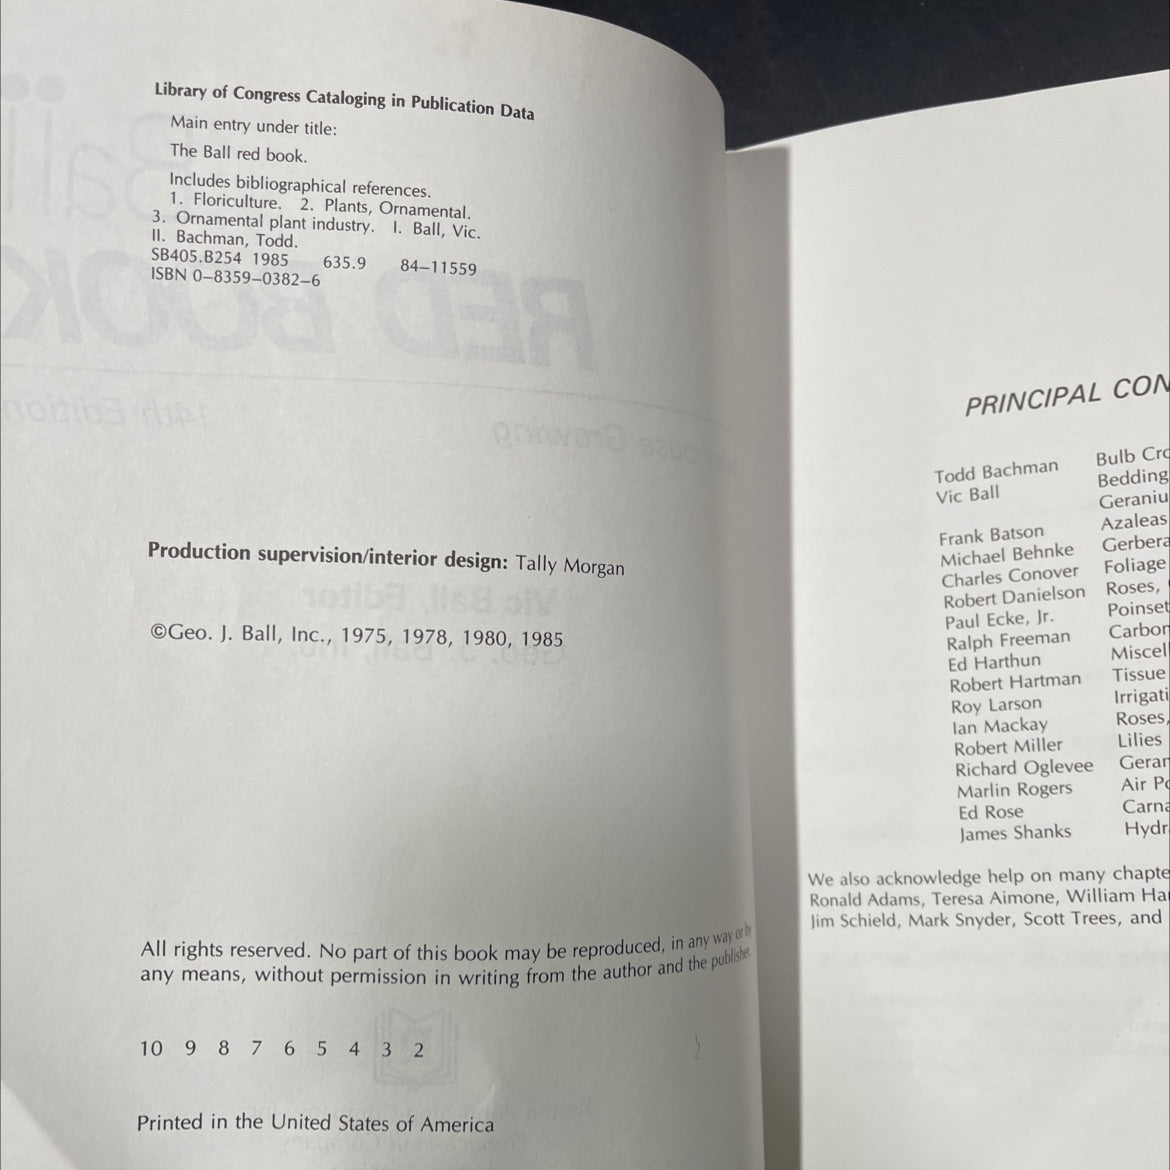 Library of Congress Cataloging in Publication Data
Main entry under title:
The Ball red book.
Includes bibliographical references.
1. Floriculture. 2. Plants, Ornamental.
3. Ornamental plant industry. I. Ball, Vic.
II. Bachman, Todd.
SB405.B254 1985 635.9 84–11559
ISBN 0–8359–0382–6
Production supervision/interior design: Tally Morgan
©Geo. J. Ball, Inc., 1975, 1978, 1980, 1985
All rights reserved. No part of this book may be reproduced, in any way or by
any means, without permission in writing from the author and the publisher.
10 9 8 7 6 5 4 3 2
Printed in the United States of America
PRINCIPAL CON
Todd Bachman Bulb Cro
Vic Ball Bedding
Geraniu
Frank Batson Azaleas
Michael Behnke Gerbera
Charles Conover Foliage
Robert Danielson Roses,
Paul Ecke, Jr. Poinset
Ralph Freeman Carbon
Ed Harthun Miscell
Robert Hartman Tissue
Roy Larson Irrigati
Ian Mackay Roses,
Robert Miller Lilies
Richard Oglevee Geran
Marlin Rogers Air Po
Ed Rose Carna
James Shanks Hydr
We also acknowledge help on many chapte
Ronald Adams, Teresa Aimone, William Ha
Jim Schield, Mark Snyder, Scott Trees, and